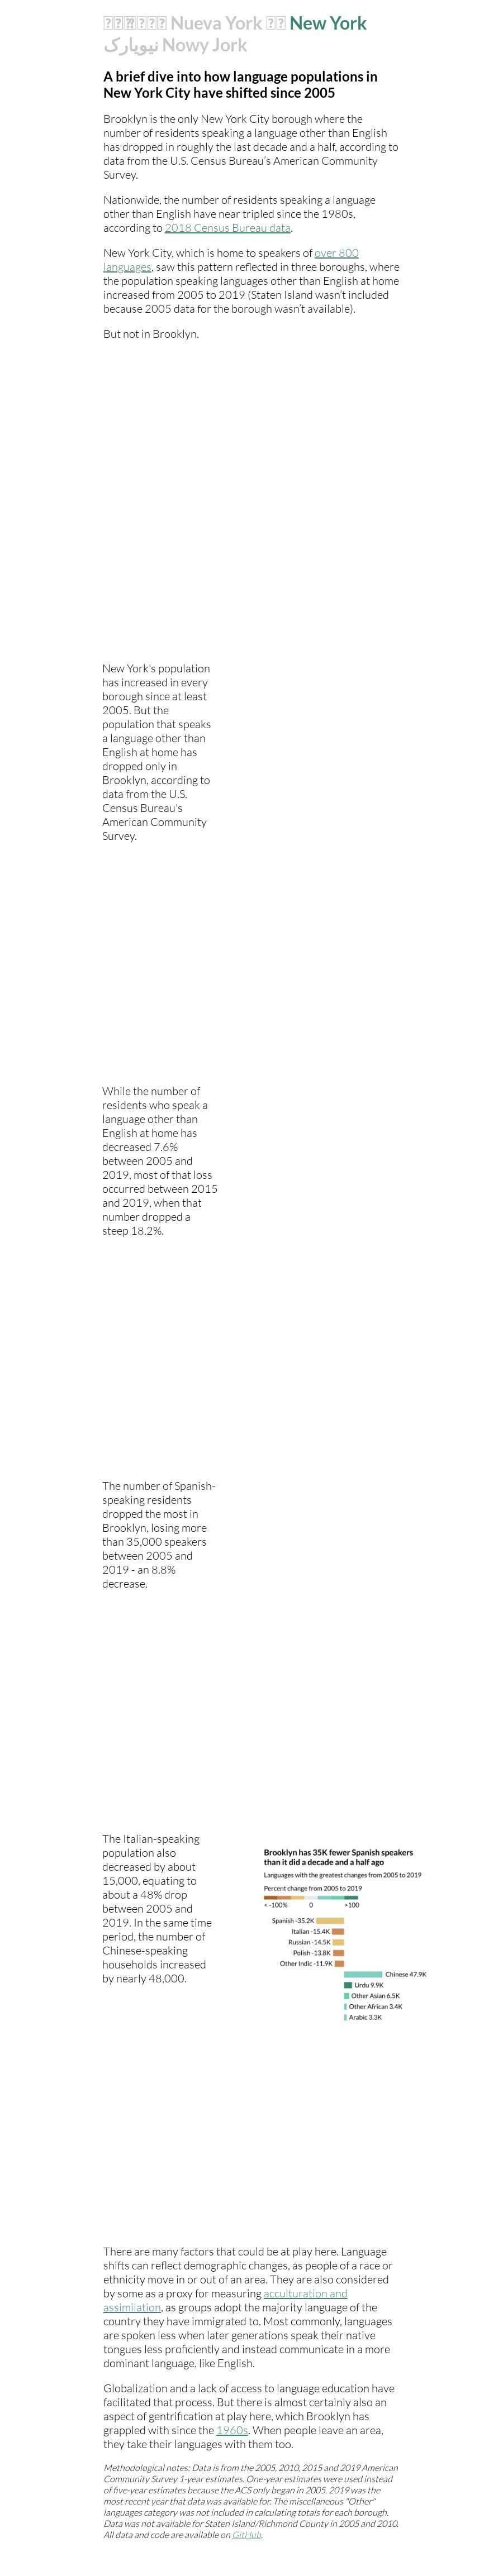 Nueva York New York
نیویارک Nowy Jork
A brief dive into how language populations in
New York City have shifted since 2005
Brooklyn is the only New York City borough where the
number of residents speaking a language other than English
has dropped in roughly the last decade and a half, according to
data from the U.S. Census Bureau's American Community
Survey.
Nationwide, the number of residents speaking a language
other than English have near tripled since the 1980s,
according to 2018 Census Bureau data.
New York City, which is home to speakers of over 800
languages, saw this pattern reflected in three boroughs, where
the population speaking languages other than English at home
increased from 2005 to 2019 (Staten Island wasn't included
because 2005 data for the borough wasn't available).
But not in Brooklyn.
New York's population
has increased in every
borough since at least
2005. But the
population that speaks
a language other than
English at home has
dropped only in
Brooklyn, according to
data from the U.S.
Census Bureau's
American Community
Survey.
While the number of
residents who speak a
language other than
English at home has
decreased 7.6%
between 2005 and
2019, most of that loss
occurred between 2015
and 2019, when that
number dropped a
steep 18.2%.
The number of Spanish-
speaking residents
dropped the most in
Brooklyn, losing more
than 35,000 speakers
between 2005 and
2019 - an 8.8%
decrease.
The Italian-speaking
population also
decreased by about
15,000, equating to
about a 48% drop
between 2005 and
2019. In the same time
period, the number of
Chinese-speaking
households increased
by nearly 48,000.
Brooklyn has 35K fewer Spanish speakers
than it did a decade and a half ago
Languages with the greatest changes from 2005 to 2019
Percent change from 2005 to 2019
< -100% 0 >100
Spanish -35.2K
Italian -15.4K
Russian -14.5K
Polish -13.8K
Other Indic -11.9K
Chinese 47.9K
Urdu 9.9K
Other Asian 6.5K
Other African 3.4K
Arabic 3.3K
There are many factors that could be at play here. Language
shifts can reflect demographic changes, as people of a race or
ethnicity move in or out of an area. They are also considered
by some as a proxy for measuring acculturation and
assimilation, as groups adopt the majority language of the
country they have immigrated to. Most commonly, languages
are spoken less when later generations speak their native
tongues less proficiently and instead communicate in a more
dominant language, like English.
Globalization and a lack of access to language education have
facilitated that process. But there is almost certainly also an
aspect of gentrification at play here, which Brooklyn has
grappled with since the 1960s. When people leave an area,
they take their languages with them too.
Methodological notes: Data is from the 2005, 2010, 2015 and 2019 American
Community Survey 1-year estimates. One-year estimates were used instead
of five-year estimates because the ACS only began in 2005. 2019 was the
most recent year that data was available for. The miscellaneous "Other"
languages category was not included in calculating totals for each borough.
Data was not available for Staten Island/Richmond County in 2005 and 2010.
All data and code are available on GitHub.